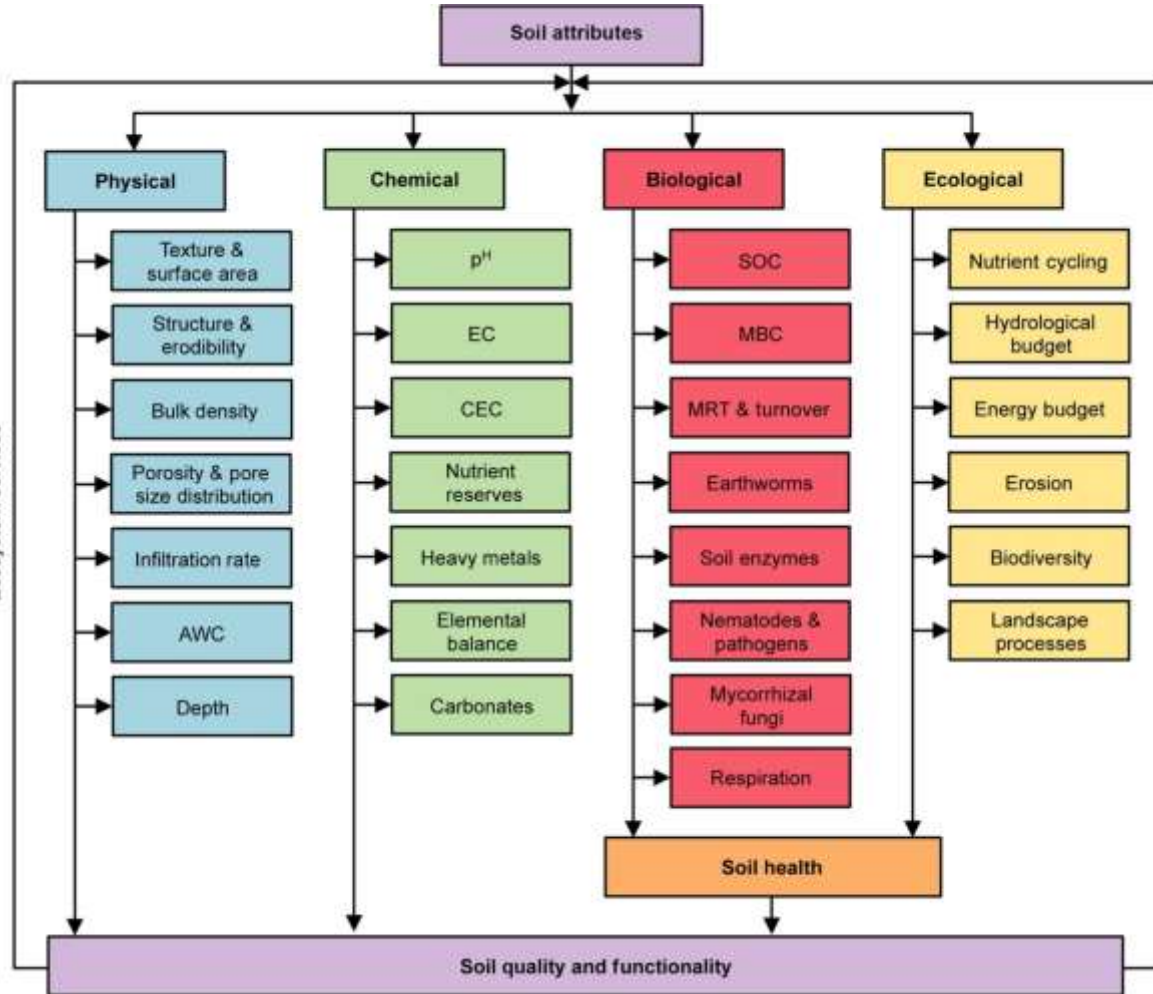 Soil attributes
Physical
Chemical
Biological
Ecological
Texture &
surface area
Structure &
erodibility
Bulk density
Porosity & pore
size distribution
Infiltration rate
AWC
Depth
pᴴ
EC
CEC
Nutrient
reserves
Heavy metals
Elemental
balance
Carbonates
SOC
MBC
MRT & turnover
Earthworms
Soil enzymes
Nematodes &
pathogens
Mycorrhizal
fungi
Respiration
Nutrient cycling
Hydrological
budget
Energy budget
Erosion
Biodiversity
Landscape
processes
Soil health
Soil quality and functionality